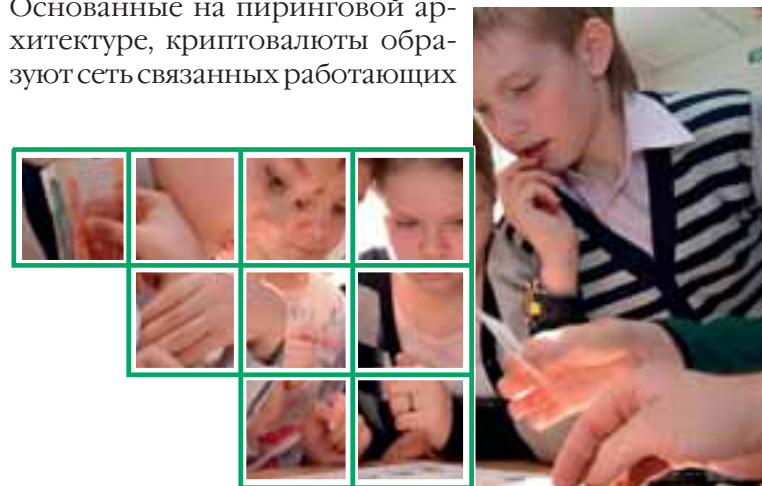 Основанные на пиринговой ар-
хитектуре, криптовалюты обра-
зуют сеть связанных работающих